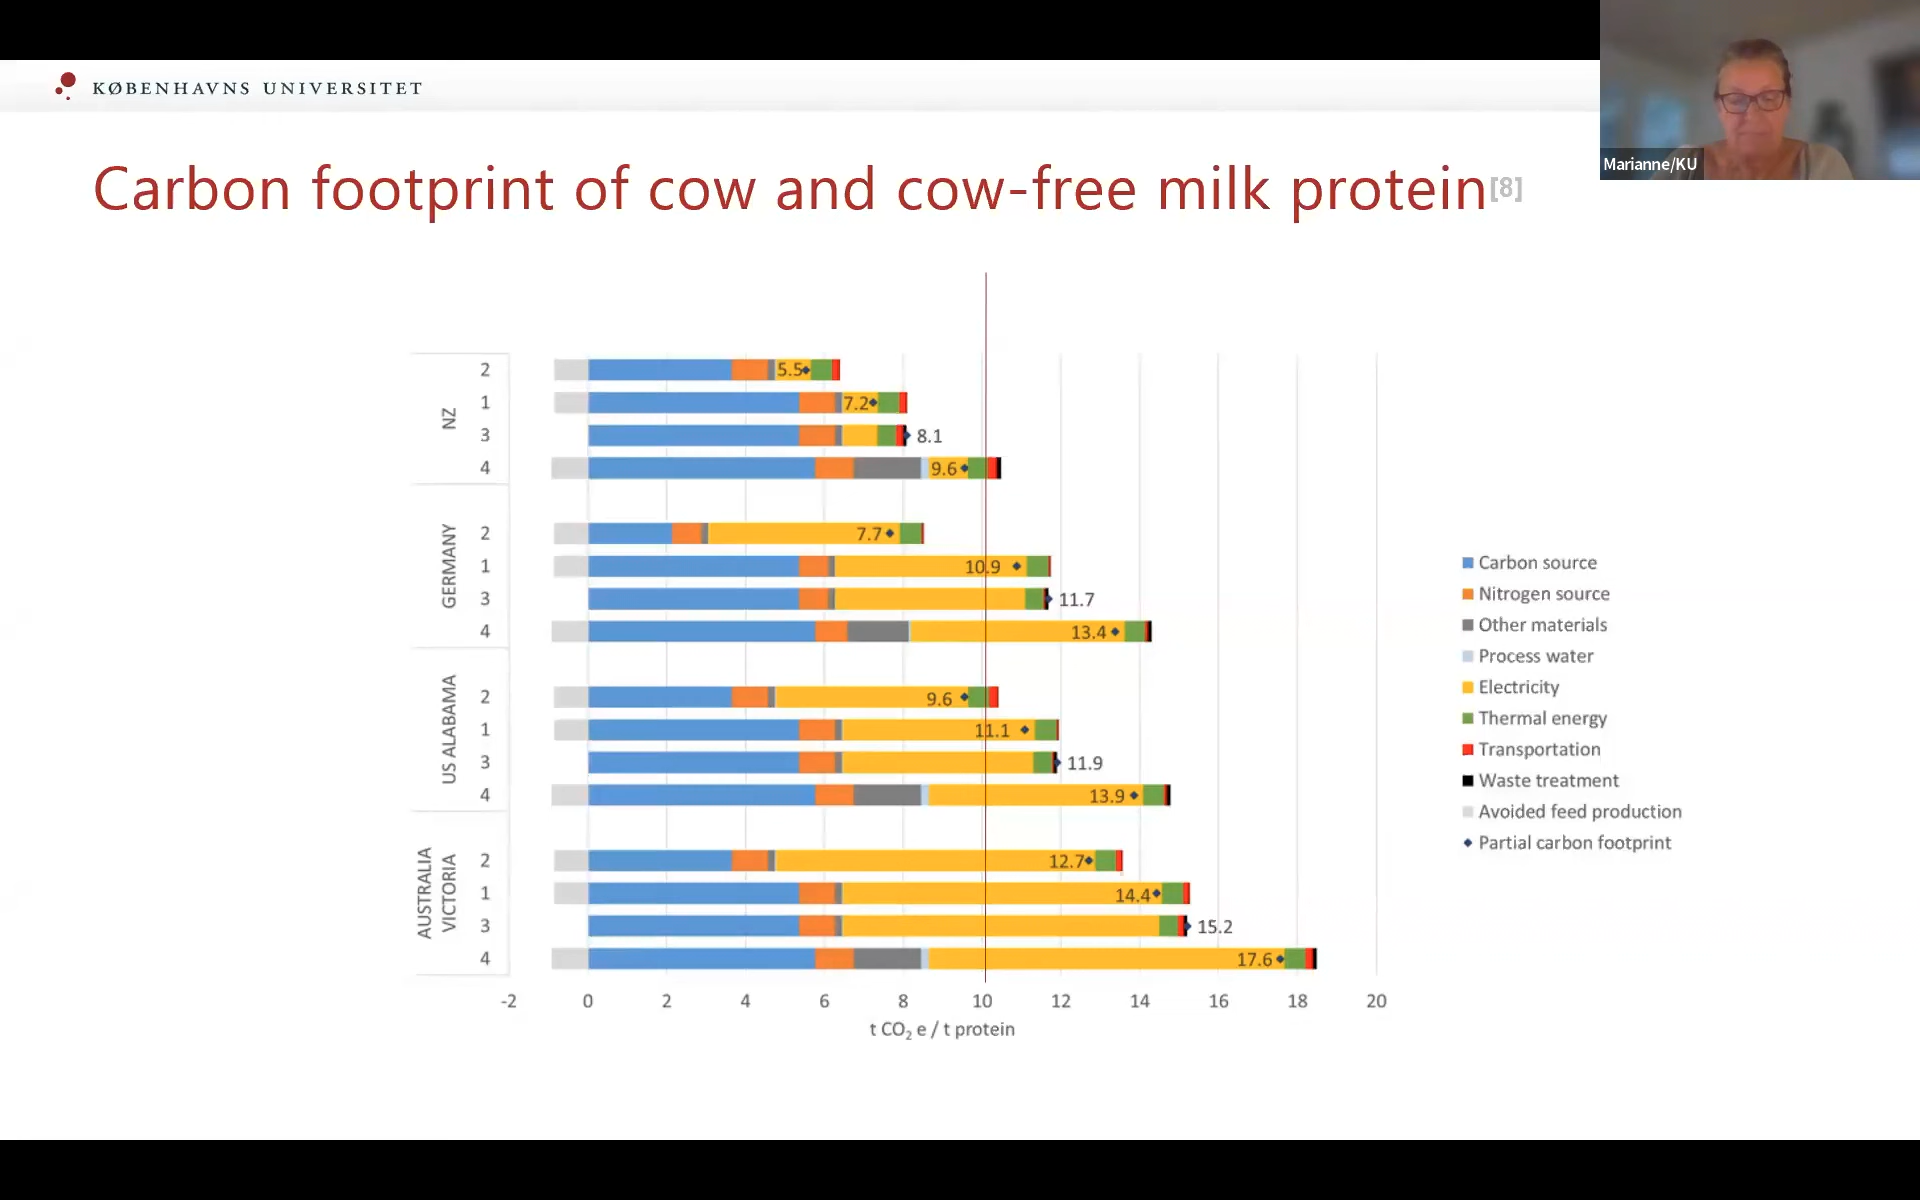 KØBENHAVNS UNIVERSITET
Marianne/KU
Carbon footprint of cow and cow-free milk protein[8]
NZ
2 5.5
1 7.2
3 8.1
4 9.6
GERMANY
2 7.7
1 10.9
3 11.7
4 13.4
US ALABAMA
2 9.6
1 11.1
3 11.9
4 13.9
AUSTRALIA
VICTORIA
2 12.7
1 14.4
3 15.2
4 17.6
-2 0 2 4 6 8 10 12 14 16 18 20
t CO₂ e / t protein
Carbon source
Nitrogen source
Other materials
Process water
Electricity
Thermal energy
Transportation
Waste treatment
Avoided feed production
Partial carbon footprint